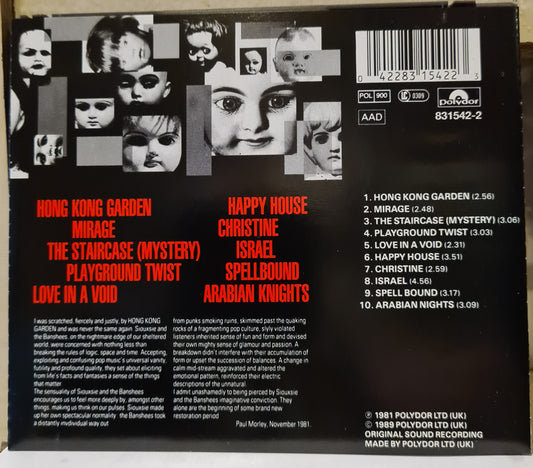 0 42283 15422 3
POL 900
LC 0309
Polydor
AAD
831542-2
HONG KONG GARDEN
MIRAGE
THE STAIRCASE (MYSTERY)
PLAYGROUND TWIST
LOVE IN A VOID
HAPPY HOUSE
CHRISTINE
ISRAEL
SPELLBOUND
ARABIAN KNIGHTS
1. HONG KONG GARDEN (2.56)
2. MIRAGE (2.48)
3. THE STAIRCASE (MYSTERY) (3.06)
4. PLAYGROUND TWIST (3.03)
5. LOVE IN A VOID (2.31)
6. HAPPY HOUSE (3.51)
7. CHRISTINE (2.59)
8. ISRAEL (4.56)
9. SPELL BOUND (3.17)
10. ARABIAN NIGHTS (3.09)
I was scratched, fiercely and justly, by HONG KONG
GARDEN and was never the same again. Siouxsie and
the Banshees, on the nightmare edge of our sheltered
world, were concerned with nothing less than
breaking the rules of logic, space and time. Accepting,
exploiting and confusing pop music's universal vanity,
futility and profound quality, they set about elixiring
from life's facts and fantasies a sense of the things
that matter
The sensuality of Siouxsie and the Banshees
encourages us to feel more deeply by, amongst other
things, making us think on our pulses. Siouxsie made
up her own spectacular normality the Banshees took
a distantly individual way out
from punks smoking ruins, skimmed past the quaking
rocks of a fragmenting pop culture, slyly violated
listeners inherited sense of fun and form and devised
their own mighty sense of glamour and passion. A
breakdown didn't interfere with their accumulation of
form or upset the succession of balances. A change in
calm mid-stream aggravated and altered the
emotional pattern, reinforced their electric
descriptions of the unnatural
I admit unashamedly to being pierced by Siouxsie
and the Banshees imaginative conviction. They
alone are the beginning of some brand new
restoration period
Paul Morley, November 1981.
℗ 1981 POLYDOR LTD (UK)
© 1989 POLYDOR LTD (UK)
ORIGINAL SOUND RECORDING
MADE BY POLYDOR LTD (UK)